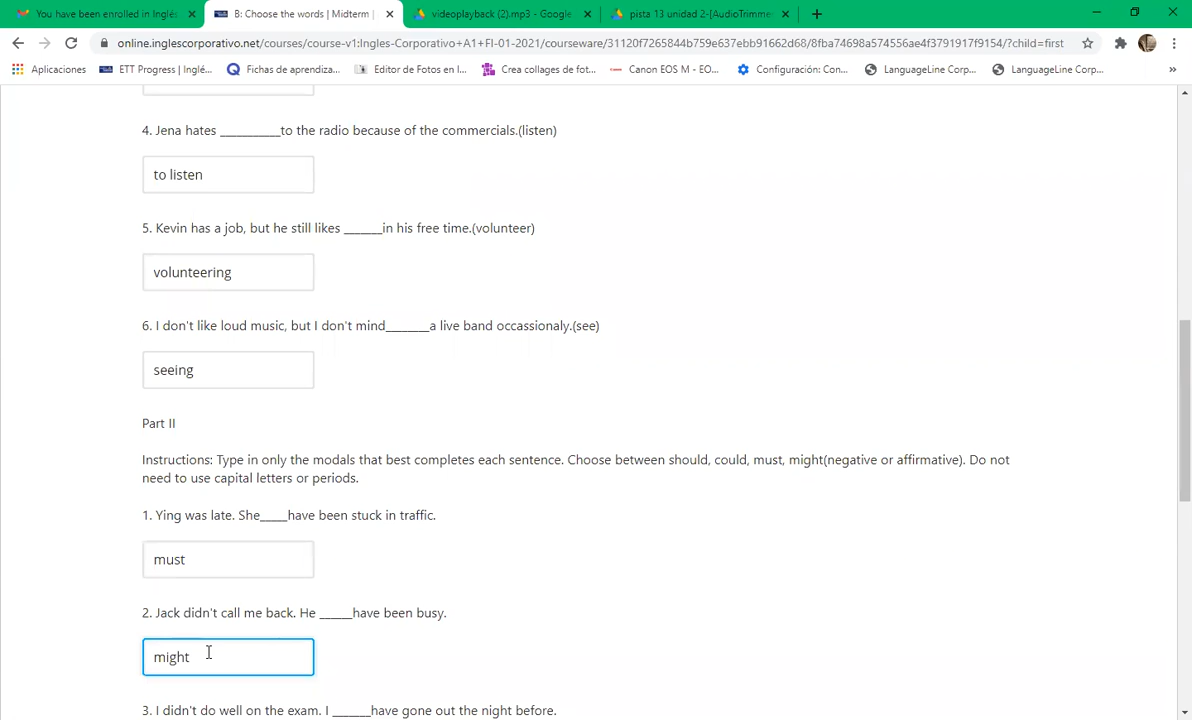 You have been enrolled in Inglés
B: Choose the words | Midterm |
videoplayback (2).mp3 - Google
pista 13 unidad 2-[AudioTrimme
online.inglescorporativo.net/courses/course-v1:Ingles-Corporativo+A1+FI-01-2021/courseware/31120f7265844b759e637ebb91662d68/8fba74698a574556ae4f3791917f9154/?child=first
Aplicaciones
ETT Progress | Inglé...
Fichas de aprendiza...
Editor de Fotos en l...
Crea collages de fot...
Canon EOS M - EO...
Configuración: Con...
LanguageLine Corp...
LanguageLine Corp...
4. Jena hates ___________to the radio because of the commercials.(listen)
to listen
5. Kevin has a job, but he still likes _______in his free time.(volunteer)
volunteering
6. I don't like loud music, but I don't mind________a live band occassionaly.(see)
seeing
Part II
Instructions: Type in only the modals that best completes each sentence. Choose between should, could, must, might(negative or affirmative). Do not
need to use capital letters or periods.
1. Ying was late. She_____have been stuck in traffic.
must
2. Jack didn't call me back. He ______have been busy.
might
3. I didn't do well on the exam. I _______have gone out the night before.